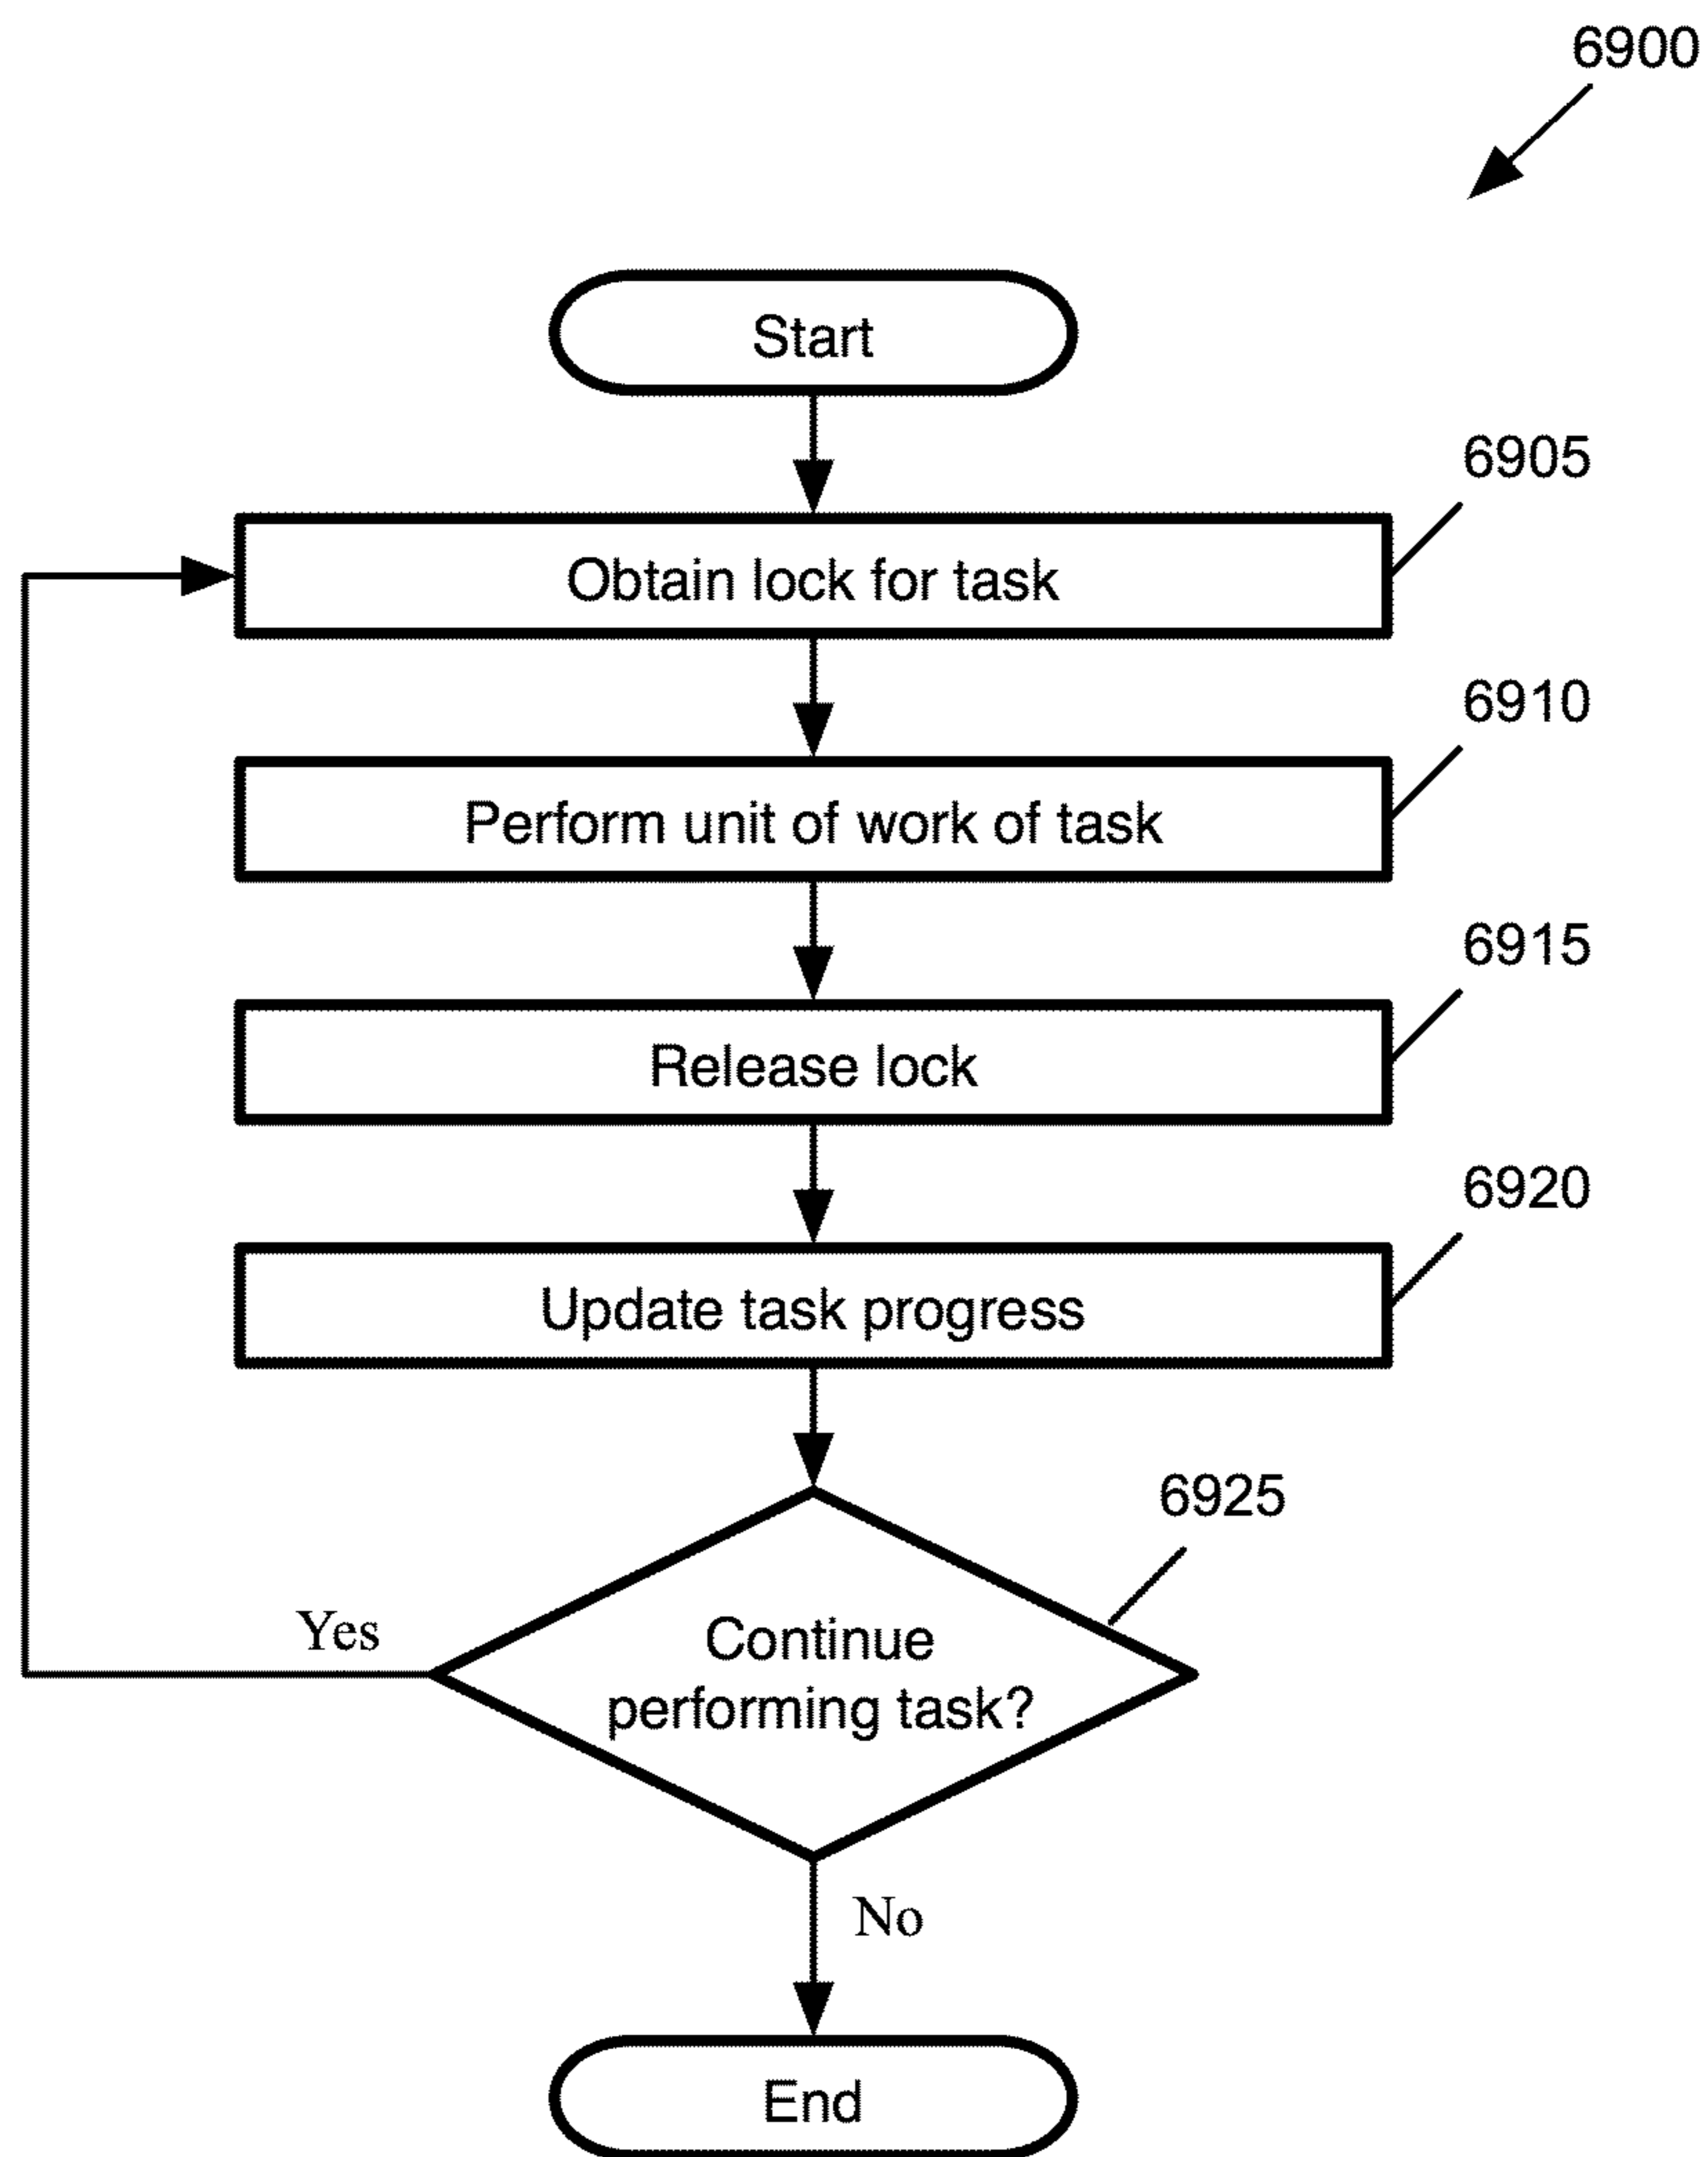 6900
Start
6905
Obtain lock for task
6910
Perform unit of work of task
6915
Release lock
6920
Update task progress
6925
Continue
performing task?
Yes
No
End